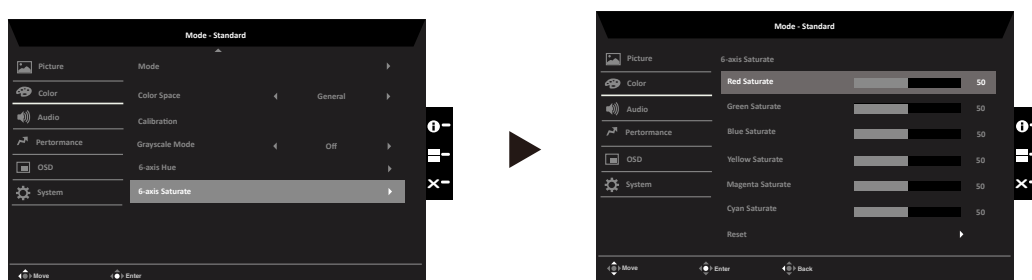 Mode - Standard
Picture
Mode
Color
Color Space
General
Audio
Calibration
Pertormance
Grayscale Mode
Off
OSD
6-axis Hue
System
6-axis Saturate
Move
Enter
Mode - Standard
Picture
6-axis Saturate
Color
Red Saturate
50
Audio
Green Saturate
50
Pertormance
Blue Saturate
50
OSD
Yellow Saturate
50
System
Magenta Saturate
50
Cyan Saturate
50
Reset
Move
Enter
Back